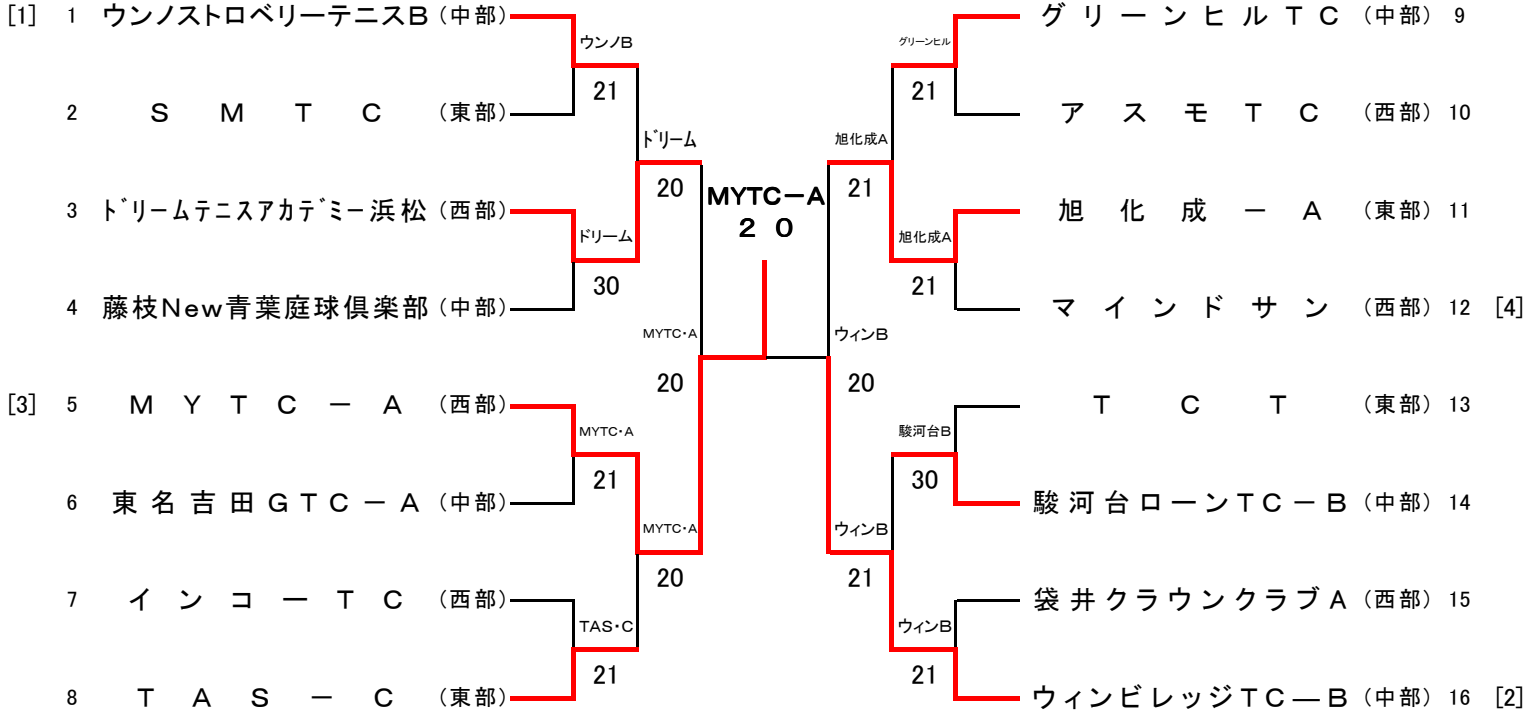 [1] 1 ウンノストロベリーテニスB (中部)
ウンノB
21
2 SMTC (東部)
ドリーム
20
3 ドリームテニスアカデミー浜松 (西部)
ドリーム
30
4 藤枝New青葉庭球倶楽部 (中部)
MYTC・A
20
[3] 5 MYTC－A (西部)
MYTC・A
21
6 東名吉田GTC－A (中部)
MYTC・A
20
7 インコーTC (西部)
TAS・C
21
8 TAS－C (東部)
MYTC－A
２０
グリーンヒルTC (中部) 9
グリーンヒル
21
アスモTC (西部) 10
旭化成A
21
旭化成－A (東部) 11
旭化成A
21
マインドサン (西部) 12 [4]
ウィンB
20
TCT (東部) 13
駿河台B
30
駿河台ローンTC－B (中部) 14
ウィンB
21
袋井クラウンクラブA (西部) 15
ウィンB
21
ウィンビレッジTC―B (中部) 16 [2]